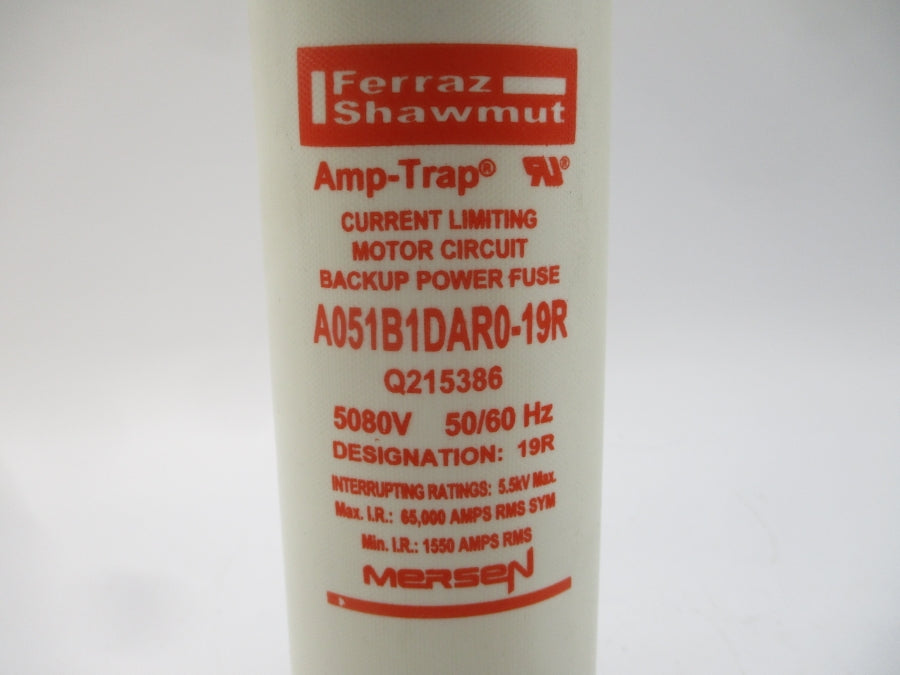 Ferraz
Shawmut
Amp-Trap® RU®
CURRENT LIMITING
MOTOR CIRCUIT
BACKUP POWER FUSE
A051B1DAR0-19R
Q215386
5080V 50/60 Hz
DESIGNATION: 19R
INTERRUPTING RATINGS: 5.5kV Max.
Max. I.R.: 65,000 AMPS RMS SYM
Min. I.R.: 1550 AMPS RMS
MERSEN